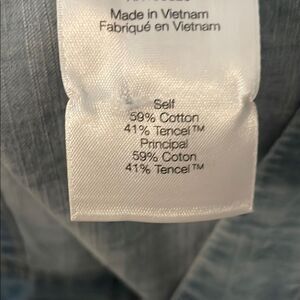 Made in Vietnam
Fabriqué en Vietnam
Self
59% Cotton
41% Tencel™
Principal
59% Coton
41% Tencel™